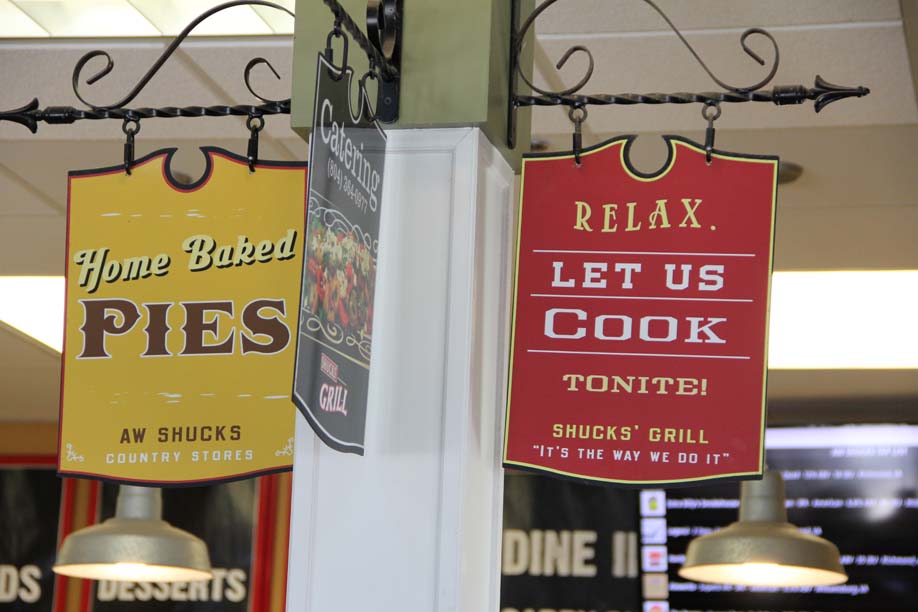 Home Baked
PIES
AW SHUCKS
COUNTRY STORES
Catering
SHUCKS'
GRILL
RELAX.
LET US
COOK
TONITE!
SHUCKS' GRILL
"IT'S THE WAY WE DO IT"
DS
DESSERTS
DINE I